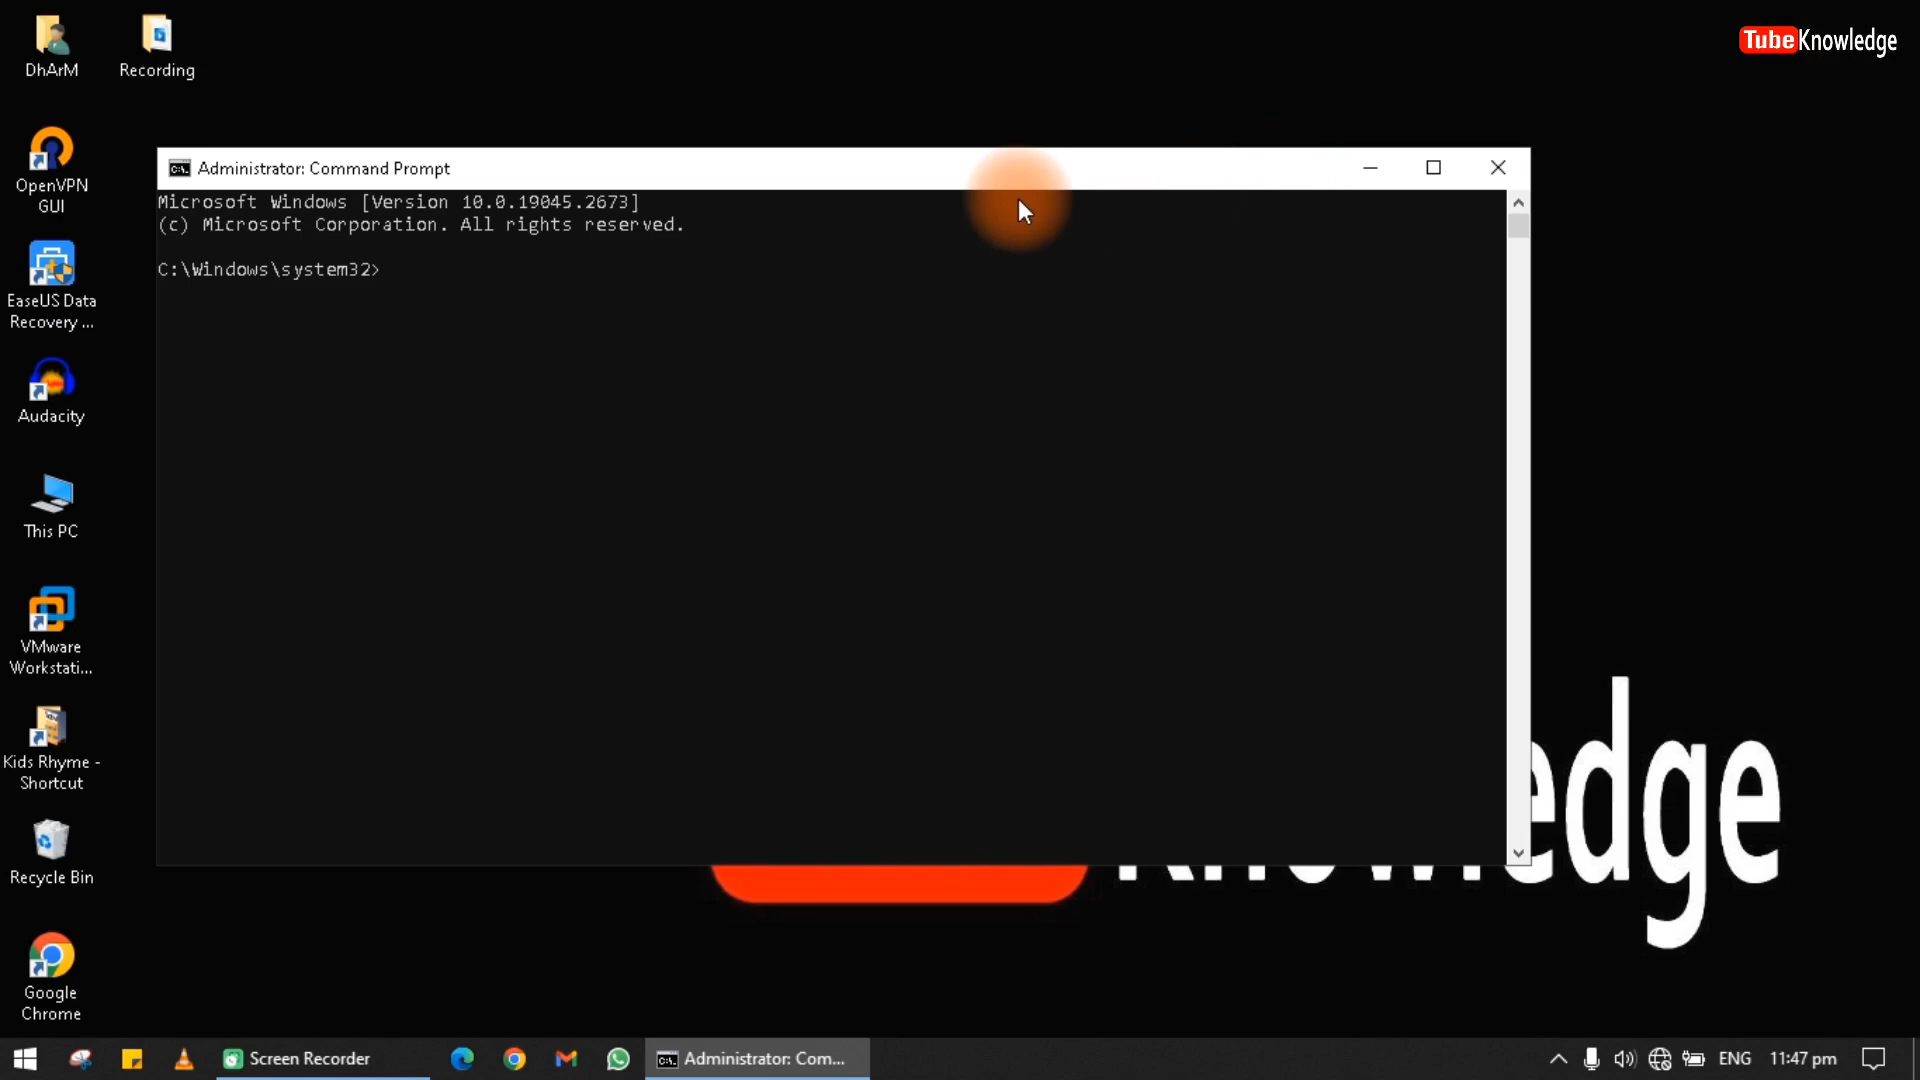 DhArM
Recording
TubeKnowledge
OpenVPN
GUI
EaseUS Data
Recovery ...
Audacity
This PC
VMware
Workstati...
Kids Rhyme -
Shortcut
Recycle Bin
Google
Chrome
Administrator: Command Prompt
Microsoft Windows [Version 10.0.19045.2673]
(c) Microsoft Corporation. All rights reserved.
C:\Windows\system32>
Knowledge
Screen Recorder
Administrator: Com...
ENG
11:47 pm